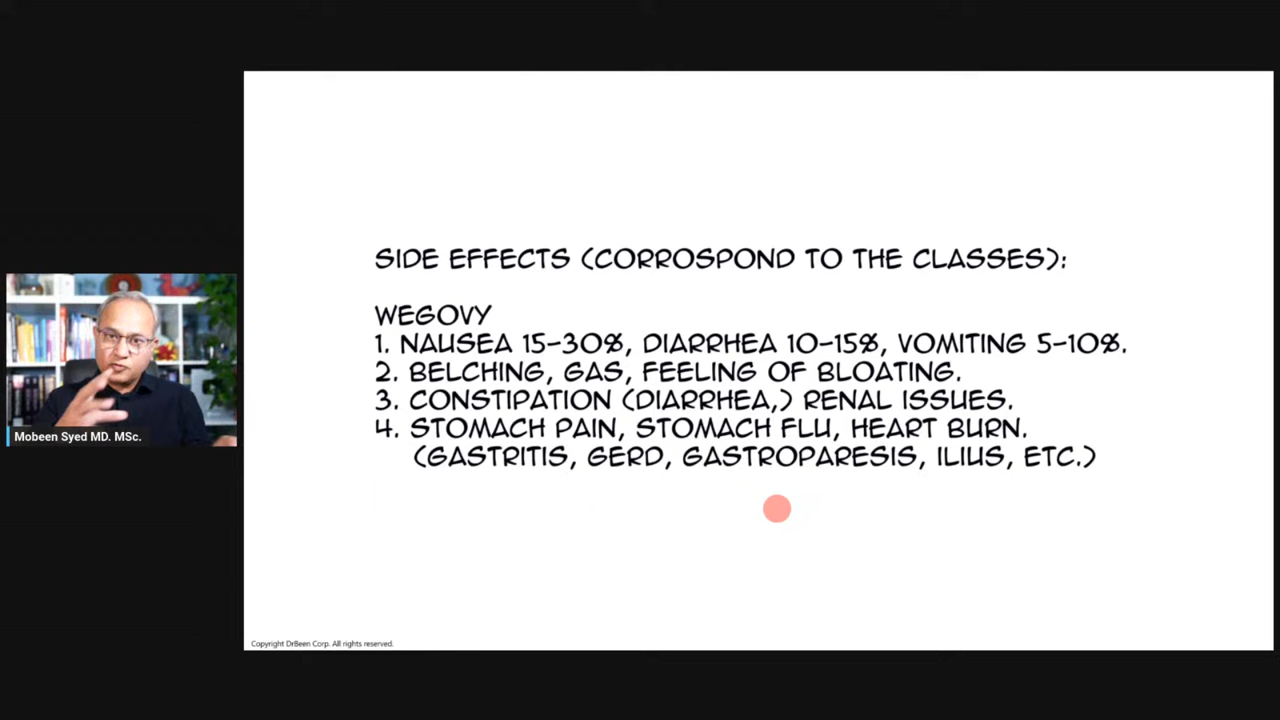 SIDE EFFECTS (CORROSPOND TO THE CLASSES):
WEGOVY
1. NAUSEA 15-30%, DIARRHEA 10-15%, VOMITING 5-10%.
2. BELCHING, GAS, FEELING OF BLOATING.
3. CONSTIPATION (DIARRHEA,) RENAL ISSUES.
4. STOMACH PAIN, STOMACH FLU, HEART BURN.
(GASTRITIS, GERD, GASTROPARESIS, ILIUS, ETC.)
Mobeen Syed MD. MSc.
Copyright DrBeen Corp. All rights reserved.